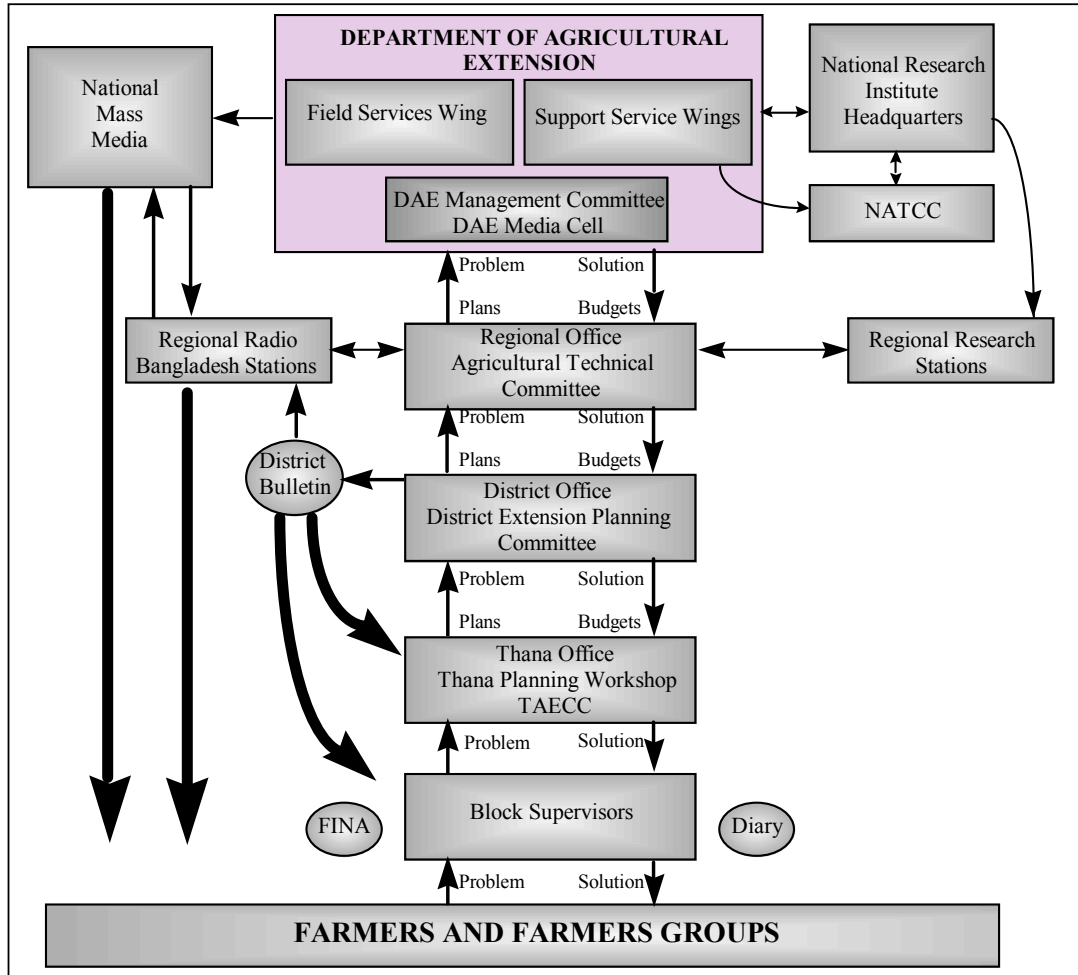 DEPARTMENT OF AGRICULTURAL
EXTENSION
National
Mass
Media
Field Services Wing
Support Service Wings
National Research
Institute
Headquarters
DAE Management Committee
DAE Media Cell
NATCC
Problem
Solution
Plans
Budgets
Regional Radio
Bangladesh Stations
Regional Office
Agricultural Technical
Committee
Regional Research
Stations
Problem
Solution
Plans
Budgets
District
Bulletin
District Office
District Extension Planning
Committee
Problem
Solution
Plans
Budgets
Thana Office
Thana Planning Workshop
TAECC
Problem
Solution
FINA
Block Supervisors
Diary
Problem
Solution
FARMERS AND FARMERS GROUPS